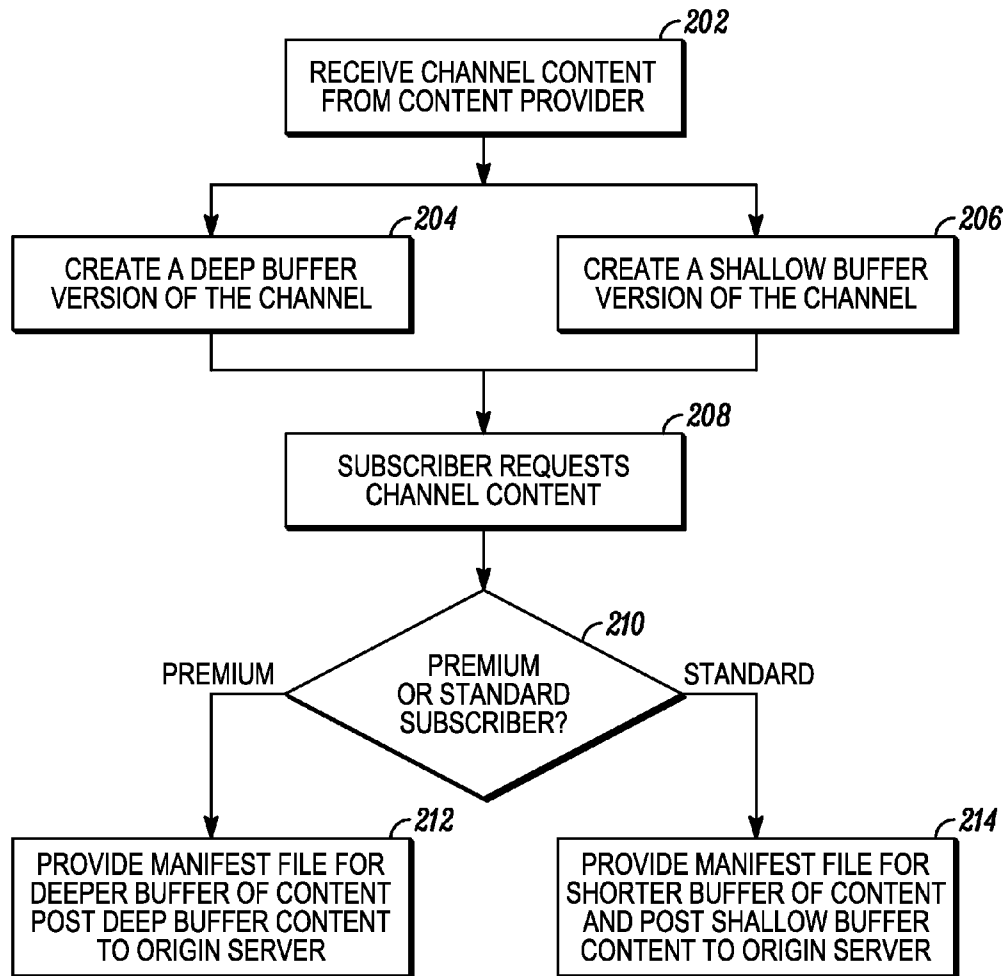 202
RECEIVE CHANNEL CONTENT
FROM CONTENT PROVIDER
204
CREATE A DEEP BUFFER
VERSION OF THE CHANNEL
206
CREATE A SHALLOW BUFFER
VERSION OF THE CHANNEL
208
SUBSCRIBER REQUESTS
CHANNEL CONTENT
210
PREMIUM
OR STANDARD
SUBSCRIBER?
PREMIUM
STANDARD
212
PROVIDE MANIFEST FILE FOR
DEEPER BUFFER OF CONTENT
POST DEEP BUFFER CONTENT
TO ORIGIN SERVER
214
PROVIDE MANIFEST FILE FOR
SHORTER BUFFER OF CONTENT
AND POST SHALLOW BUFFER
CONTENT TO ORIGIN SERVER